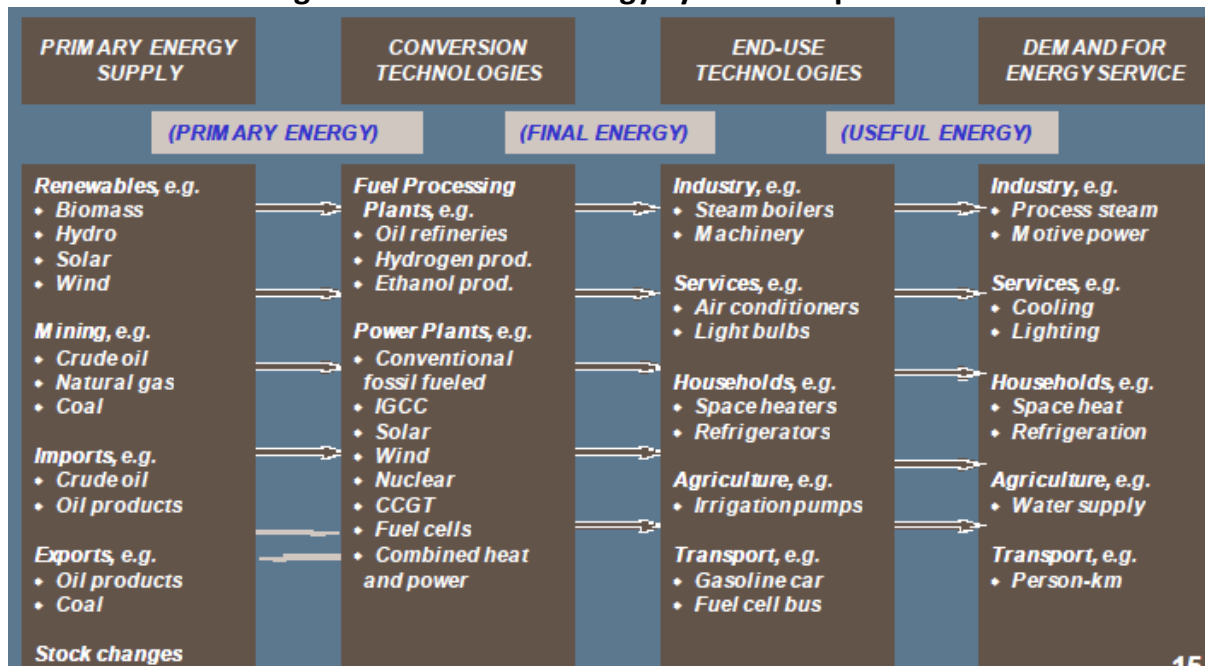 PRIMARY ENERGY
SUPPLY
CONVERSION
TECHNOLOGIES
END-USE
TECHNOLOGIES
DEMAND FOR
ENERGY SERVICE
(PRIMARY ENERGY)
(FINAL ENERGY)
(USEFUL ENERGY)
Renewables, e.g.
• Biomass
• Hydro
• Solar
• Wind
Mining, e.g.
• Crude oil
• Natural gas
• Coal
Imports, e.g.
• Crude oil
• Oil products
Exports, e.g.
• Oil products
• Coal
Stock changes
Fuel Processing
Plants, e.g.
• Oil refineries
• Hydrogen prod.
• Ethanol prod.
Power Plants, e.g.
• Conventional
fossil fueled
• IGCC
• Solar
• Wind
• Nuclear
• CCGT
• Fuel cells
• Combined heat
and power
Industry, e.g.
• Steam boilers
• Machinery
Services, e.g.
• Air conditioners
• Light bulbs
Households, e.g.
• Space heaters
• Refrigerators
Agriculture, e.g.
• Irrigation pumps
Transport, e.g.
• Gasoline car
• Fuel cell bus
Industry, e.g.
• Process steam
• Motive power
Services, e.g.
• Cooling
• Lighting
Households, e.g.
• Space heat
• Refrigeration
Agriculture, e.g.
• Water supply
Transport, e.g.
• Person-km
15